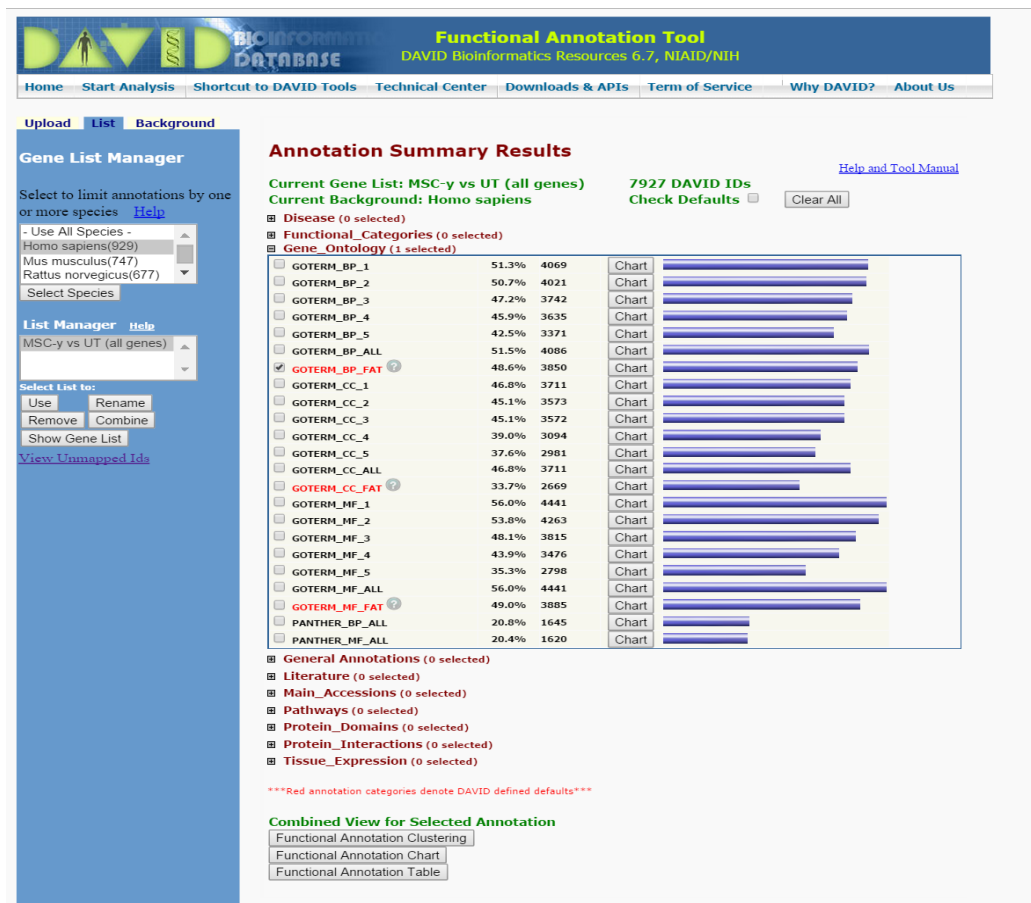 DAVID BIOINFORMATICS DATABASE
Functional Annotation Tool
DAVID Bioinformatics Resources 6.7, NIAID/NIH
Home Start Analysis Shortcut to DAVID Tools Technical Center Downloads & APIs Term of Service Why DAVID? About Us
Upload List Background
Gene List Manager
Select to limit annotations by one
or more species Help
- Use All Species -
Homo sapiens(929)
Mus musculus(747)
Rattus norvegicus(677)
Select Species
List Manager Help
MSC-y vs UT (all genes)
Select List to:
Use Rename
Remove Combine
Show Gene List
View Unmapped Ids
Annotation Summary Results
Help and Tool Manual
Current Gene List: MSC-y vs UT (all genes) 7927 DAVID IDs
Current Background: Homo sapiens Check Defaults Clear All
Disease (0 selected)
Functional_Categories (0 selected)
Gene_Ontology (1 selected)
GOTERM_BP_1 51.3% 4069 Chart
GOTERM_BP_2 50.7% 4021 Chart
GOTERM_BP_3 47.2% 3742 Chart
GOTERM_BP_4 45.9% 3635 Chart
GOTERM_BP_5 42.5% 3371 Chart
GOTERM_BP_ALL 51.5% 4086 Chart
GOTERM_BP_FAT ? 48.6% 3850 Chart
GOTERM_CC_1 46.8% 3711 Chart
GOTERM_CC_2 45.1% 3573 Chart
GOTERM_CC_3 45.1% 3572 Chart
GOTERM_CC_4 39.0% 3094 Chart
GOTERM_CC_5 37.6% 2981 Chart
GOTERM_CC_ALL 46.8% 3711 Chart
GOTERM_CC_FAT ? 33.7% 2669 Chart
GOTERM_MF_1 56.0% 4441 Chart
GOTERM_MF_2 53.8% 4263 Chart
GOTERM_MF_3 48.1% 3815 Chart
GOTERM_MF_4 43.9% 3476 Chart
GOTERM_MF_5 35.3% 2798 Chart
GOTERM_MF_ALL 56.0% 4441 Chart
GOTERM_MF_FAT ? 49.0% 3885 Chart
PANTHER_BP_ALL 20.8% 1645 Chart
PANTHER_MF_ALL 20.4% 1620 Chart
General Annotations (0 selected)
Literature (0 selected)
Main_Accessions (0 selected)
Pathways (0 selected)
Protein_Domains (0 selected)
Protein_Interactions (0 selected)
Tissue_Expression (0 selected)
***Red annotation categories denote DAVID defined defaults***
Combined View for Selected Annotation
Functional Annotation Clustering
Functional Annotation Chart
Functional Annotation Table